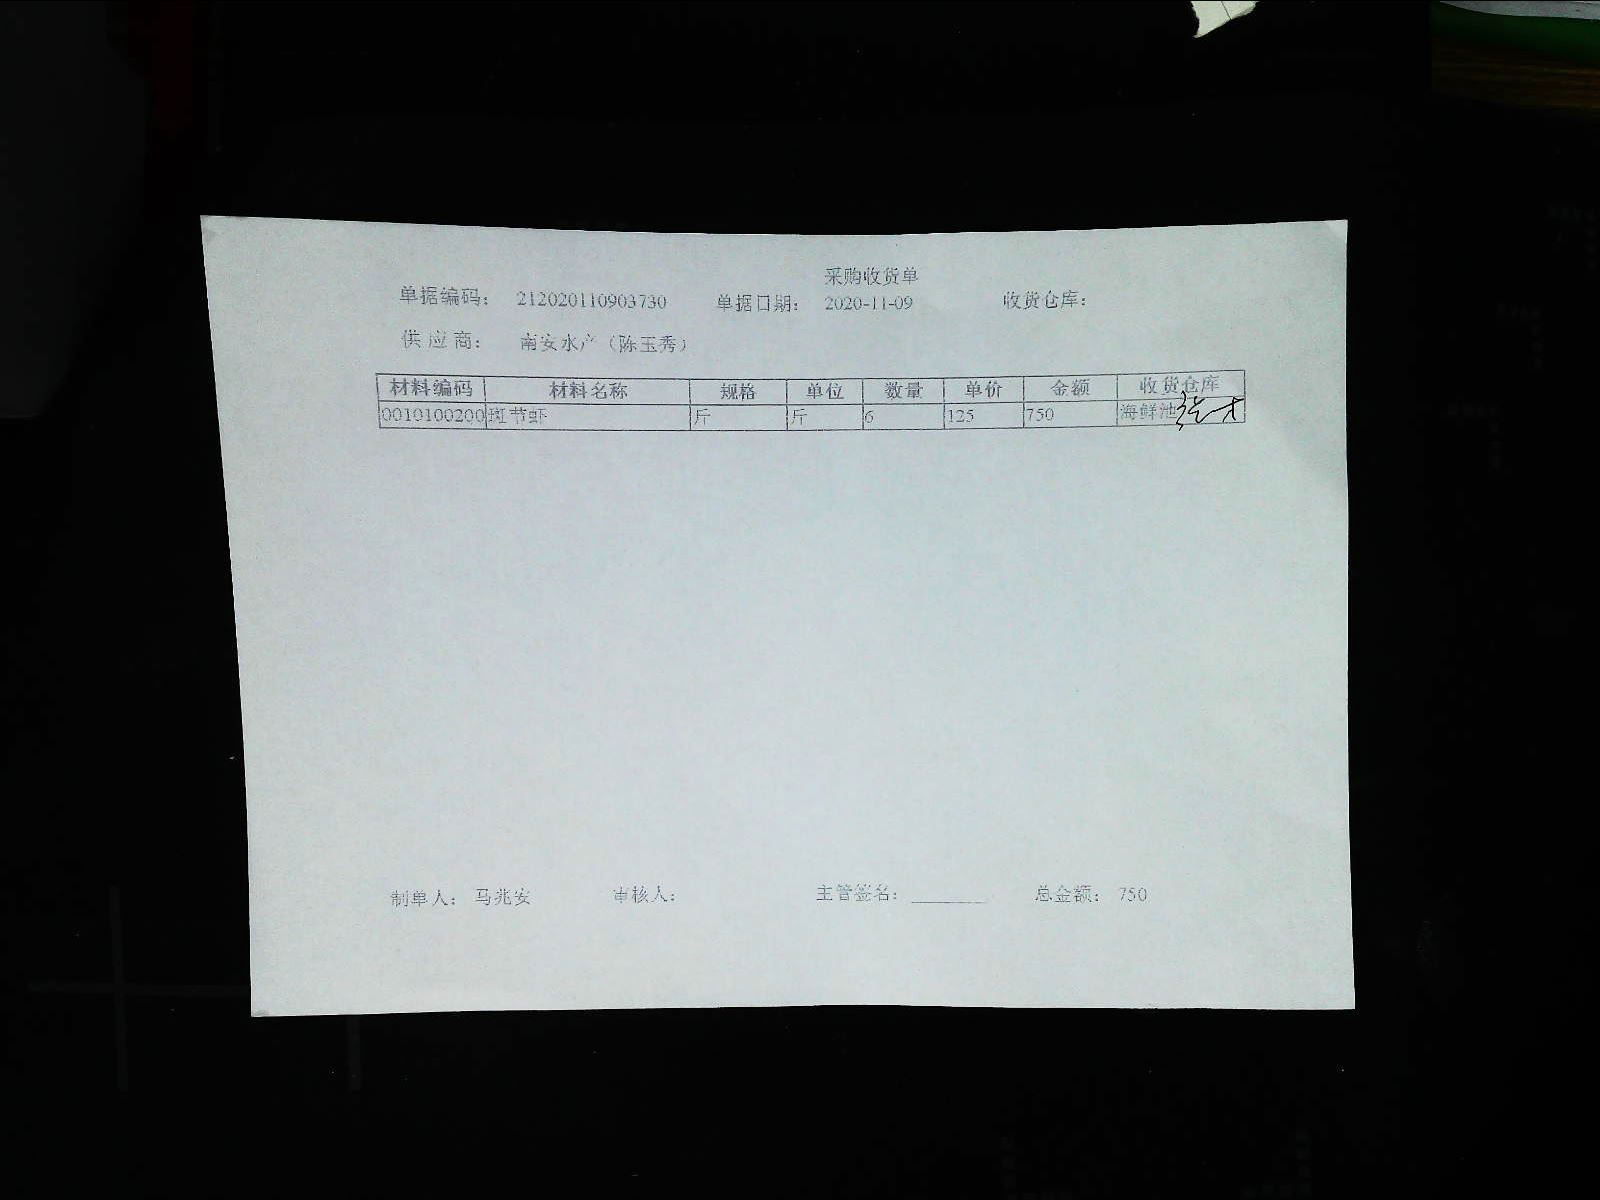 采购收货单
单据编码： 212020110903730 单据日期： 2020-11-09 收货仓库：
供应商： 南安水产（陈玉秀）
材料编码 材料名称 规格 单位 数量 单价 金额 收货仓库
0010100200 斑节虾 斤 斤 6 125 750 海鲜池
制单人： 马兆安 审核人： 主管签名： 总金额： 750